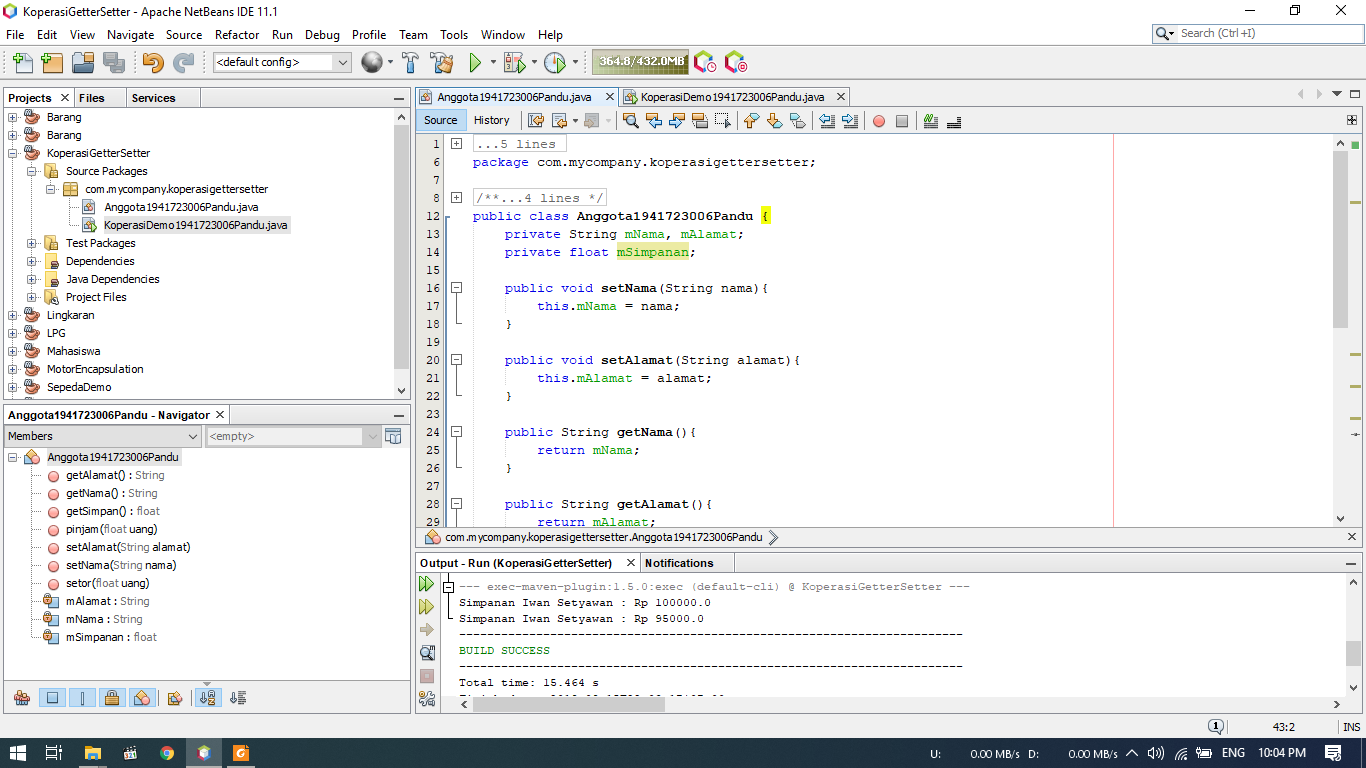 KoperasiGetterSetter - Apache NetBeans IDE 11.1
File Edit View Navigate Source Refactor Run Debug Profile Team Tools Window Help
Search (Ctrl+I)
<default config>
364.8/432.0MB
Projects Files Services
Barang
Barang
KoperasiGetterSetter
Source Packages
com.mycompany.koperasigettersetter
Anggota1941723006Pandu.java
KoperasiDemo1941723006Pandu.java
Test Packages
Dependencies
Java Dependencies
Project Files
Lingkaran
LPG
Mahasiswa
MotorEncapsulation
SepedaDemo
Anggota1941723006Pandu - Navigator
Members
<empty>
Anggota1941723006Pandu
getAlamat() : String
getNama() : String
getSimpan() : float
pinjam(float uang)
setAlamat(String alamat)
setNama(String nama)
setor(float uang)
mAlamat : String
mNama : String
mSimpanan : float
Anggota1941723006Pandu.java KoperasiDemo1941723006Pandu.java
Source History
1 ...5 lines
6 package com.mycompany.koperasigettersetter;
7
8 /**...4 lines */
12 public class Anggota1941723006Pandu {
13 private String mNama, mAlamat;
14 private float mSimpanan;
15
16 public void setNama(String nama){
17 this.mNama = nama;
18 }
19
20 public void setAlamat(String alamat){
21 this.mAlamat = alamat;
22 }
23
24 public String getNama(){
25 return mNama;
26 }
27
28 public String getAlamat(){
29 return mAlamat;
com.mycompany.koperasigettersetter.Anggota1941723006Pandu
Output - Run (KoperasiGetterSetter) Notifications
--- exec-maven-plugin:1.5.0:exec (default-cli) @ KoperasiGetterSetter ---
Simpanan Iwan Setyawan : Rp 100000.0
Simpanan Iwan Setyawan : Rp 95000.0
------------------------------------------------------------------------
BUILD SUCCESS
------------------------------------------------------------------------
Total time: 15.464 s
1 43:2 INS
U: 0.00 MB/s D: 0.00 MB/s ENG 10:04 PM